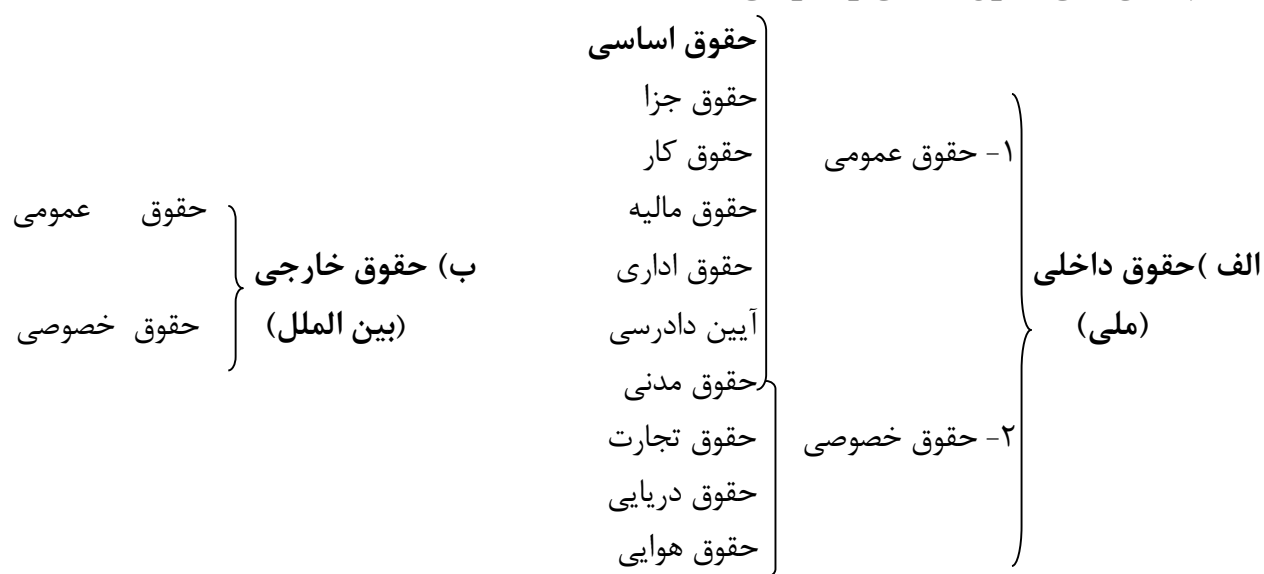 حقوق اساسی
حقوق جزا
۱- حقوق عمومی
حقوق کار
حقوق مالیه
الف )حقوق داخلی
(ملی)
حقوق اداری
آیین دادرسی
حقوق مدنی
۲- حقوق خصوصی
حقوق تجارت
حقوق دریایی
حقوق هوایی
ب) حقوق خارجی
(بین الملل)
حقوق عمومی
حقوق خصوصی